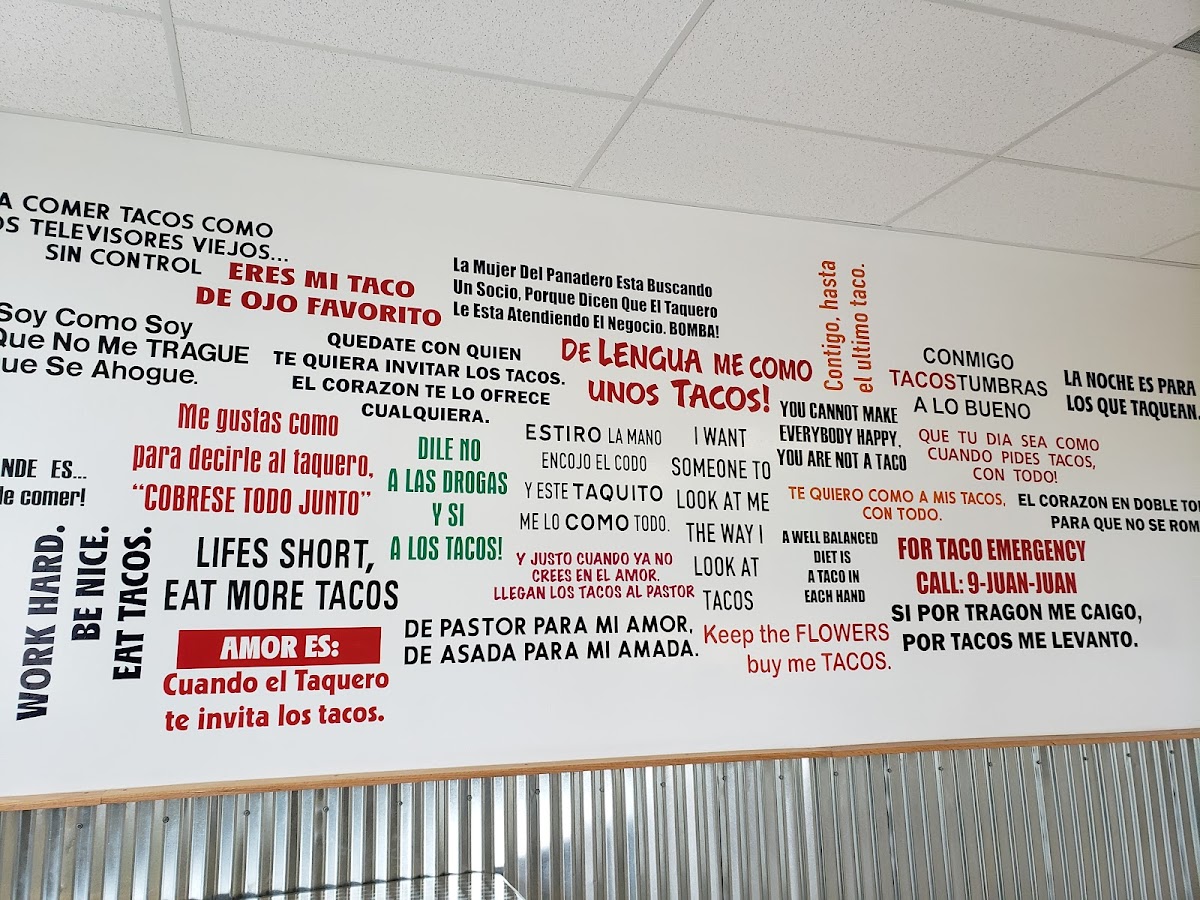 A COMER TACOS COMO
OS TELEVISORES VIEJOS...
SIN CONTROL
ERES MI TACO
DE OJO FAVORITO
La Mujer Del Panadero Esta Buscando
Un Socio, Porque Dicen Que El Taquero
Le Esta Atendiendo El Negocio. BOMBA!
Contigo, hasta
el ultimo taco.
Soy Como Soy
Que No Me TRAGUE
ue Se Ahogue.
QUEDATE CON QUIEN
TE QUIERA INVITAR LOS TACOS.
EL CORAZON TE LO OFRECE
CUALQUIERA.
DE LENGUA ME COMO
UNOS TACOS!
CONMIGO
TACOSTUMBRAS
A LO BUENO
LA NOCHE ES PARA
LOS QUE TAQUEAN.
Me gustas como
para decirle al taquero,
“COBRESE TODO JUNTO”
DILE NO
A LAS DROGAS
Y SI
A LOS TACOS!
ESTIRO LA MANO
ENCOJO EL CODO
Y ESTE TAQUITO
ME LO COMO TODO.
I WANT
SOMEONE TO
LOOK AT ME
THE WAY I
LOOK AT
TACOS
YOU CANNOT MAKE
EVERYBODY HAPPY.
YOU ARE NOT A TACO
QUE TU DIA SEA COMO
CUANDO PIDES TACOS,
CON TODO!
NDE ES...
de comer!
TE QUIERO COMO A MIS TACOS,
CON TODO.
EL CORAZON EN DOBLE TO
PARA QUE NO SE ROM
WORK HARD.
BE NICE.
EAT TACOS.
LIFES SHORT,
EAT MORE TACOS
Y JUSTO CUANDO YA NO
CREES EN EL AMOR.
LLEGAN LOS TACOS AL PASTOR
A WELL BALANCED
DIET IS
A TACO IN
EACH HAND
FOR TACO EMERGENCY
CALL: 9-JUAN-JUAN
AMOR ES:
Cuando el Taquero
te invita los tacos.
DE PASTOR PARA MI AMOR,
DE ASADA PARA MI AMADA.
Keep the FLOWERS
buy me TACOS.
SI POR TRAGON ME CAIGO,
POR TACOS ME LEVANTO.